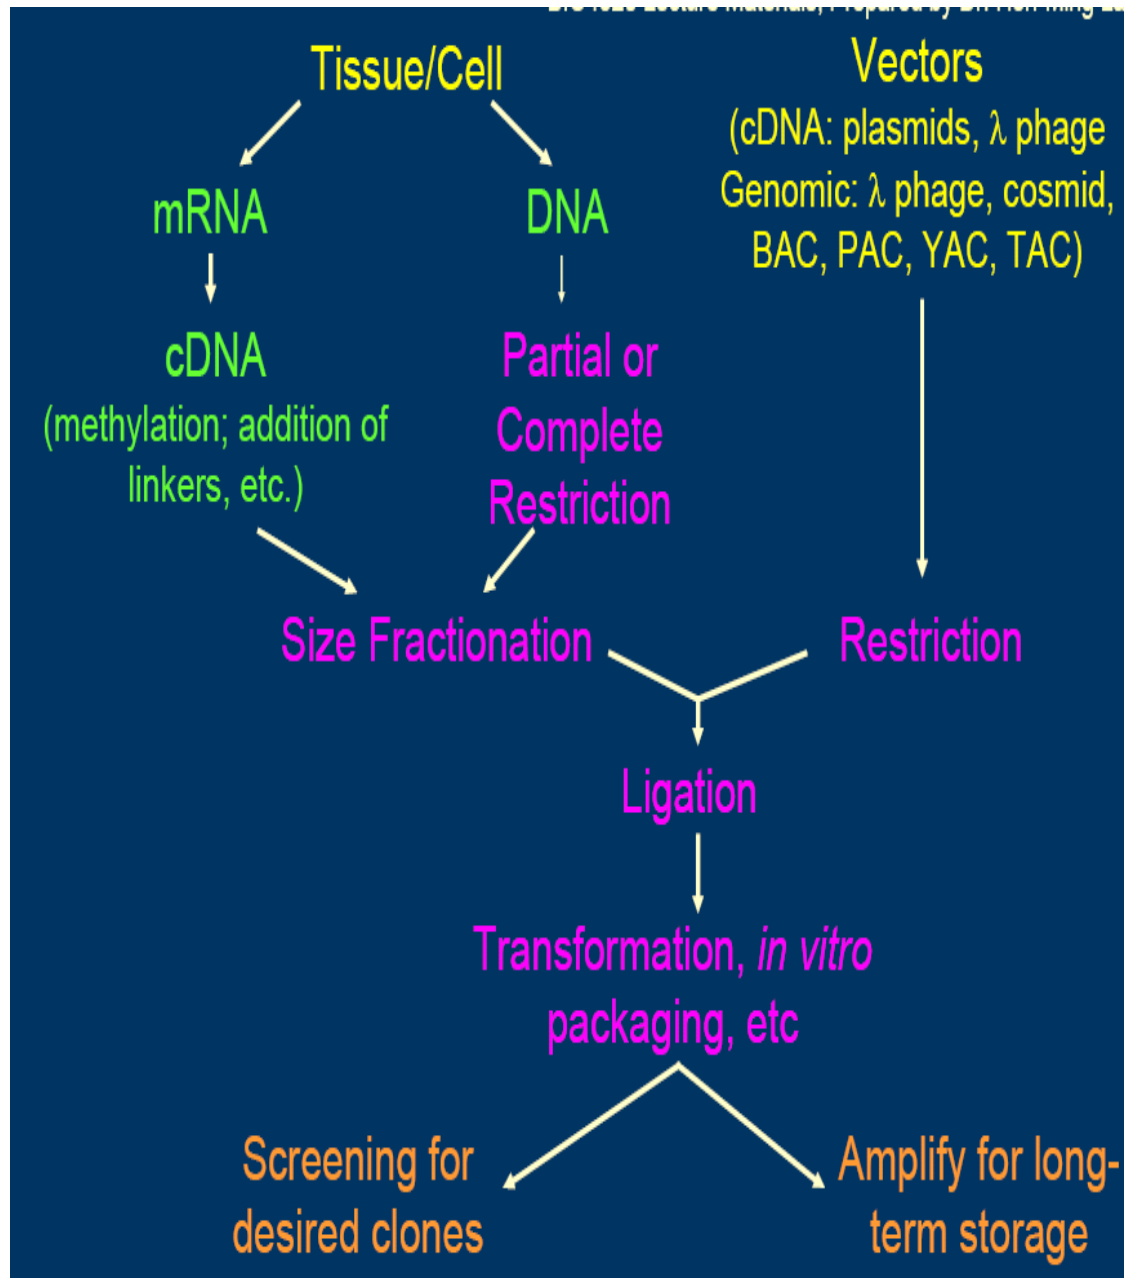 Tissue/Cell
Vectors
(cDNA: plasmids, λ phage
Genomic: λ phage, cosmid,
BAC, PAC, YAC, TAC)
mRNA
DNA
cDNA
(methylation; addition of
linkers, etc.)
Partial or
Complete
Restriction
Size Fractionation
Restriction
Ligation
Transformation, in vitro
packaging, etc
Screening for
desired clones
Amplify for long-
term storage